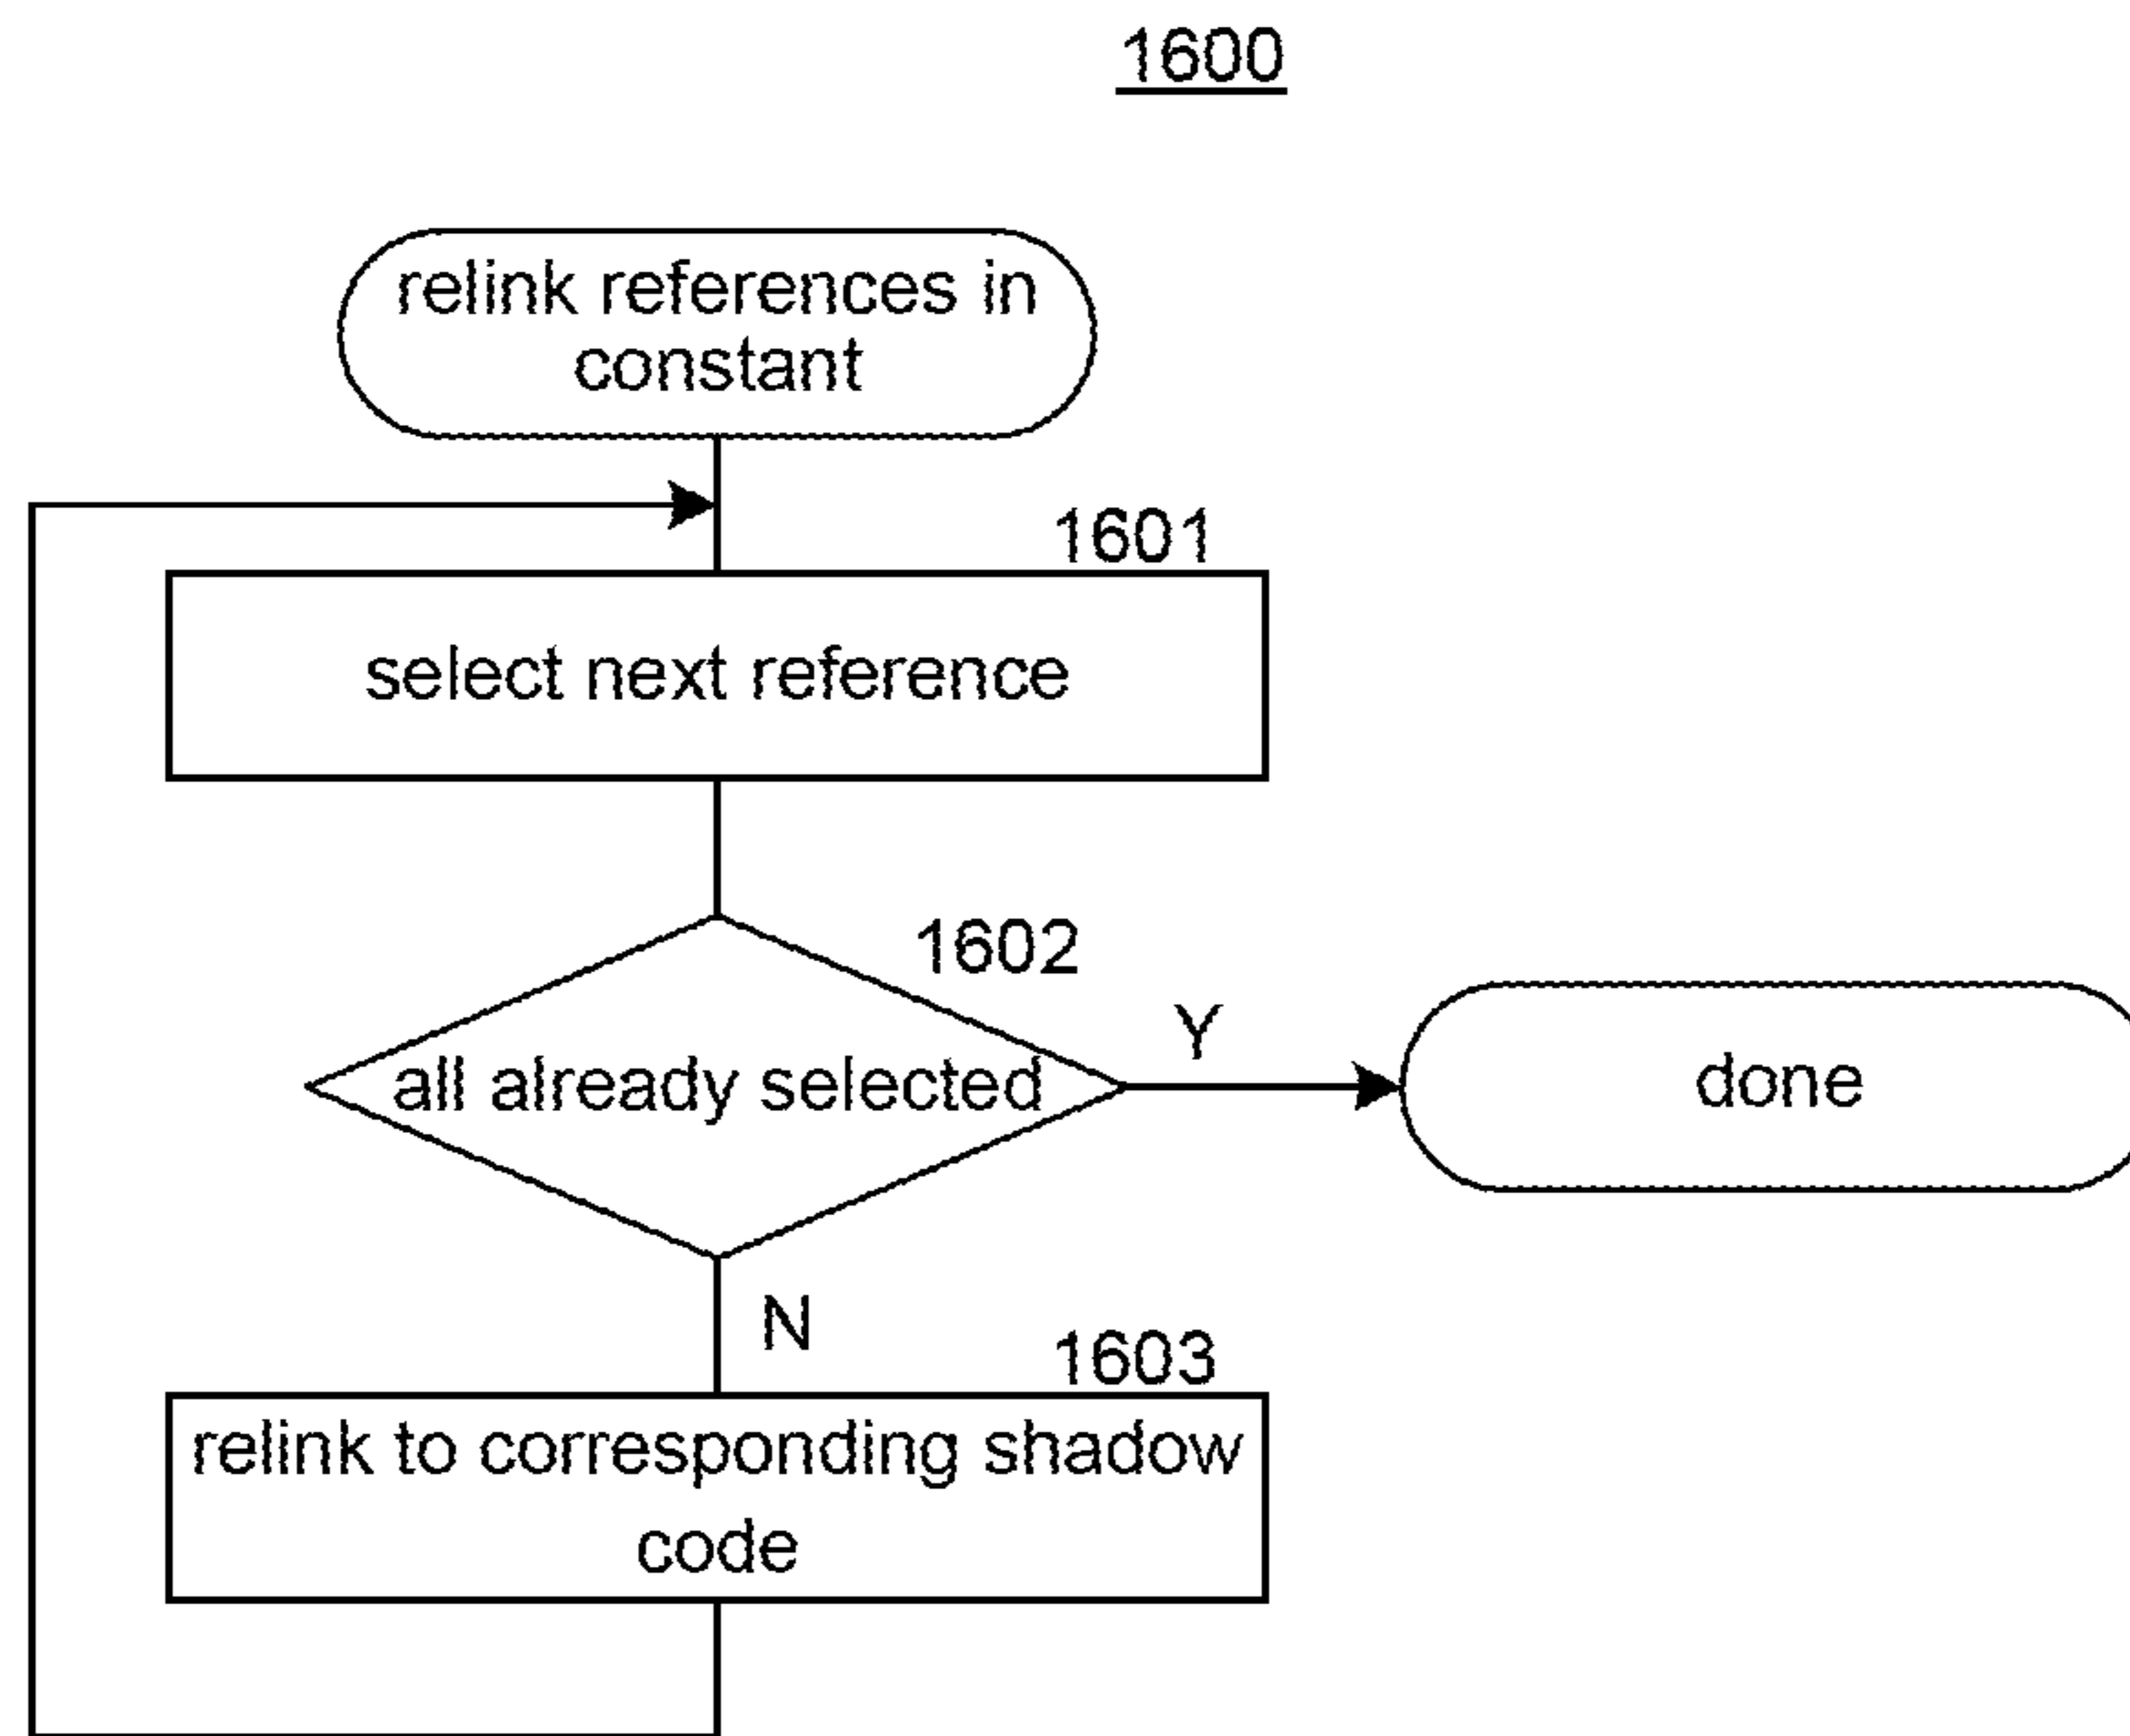 1600
relink references in
constant
1601
select next reference
1602
all already selected
Y
done
N
1603
relink to corresponding shadow
code